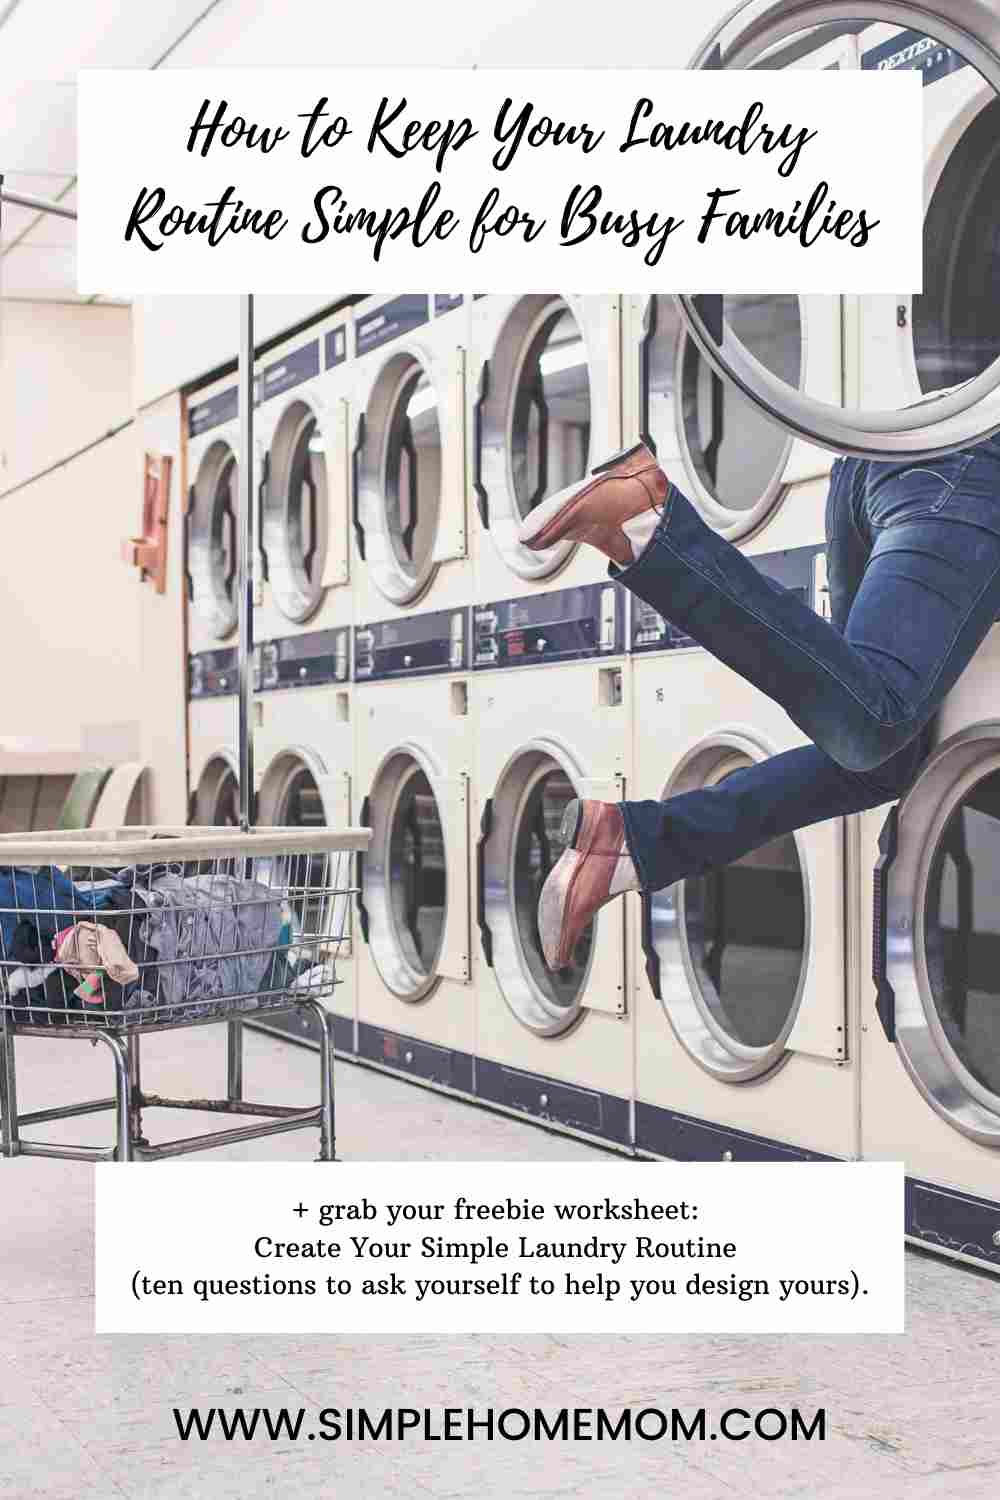 DEXTER
How to Keep Your Laundry
Routine Simple for Busy Families
+ grab your freebie worksheet:
Create Your Simple Laundry Routine
(ten questions to ask yourself to help you design yours).
WWW.SIMPLEHOMEMOM.COM